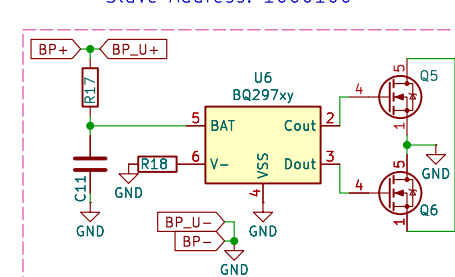 Slave Address: 1000100
BP+
BP_U+
U6
BQ297xy
R17
5
BAT
Cout
2
4
5
Q5
1
R18
6
V-
VSS
Dout
3
4
5
Q6
1
GND
GND
C11
GND
4
GND
BP_U-
BP-
GND